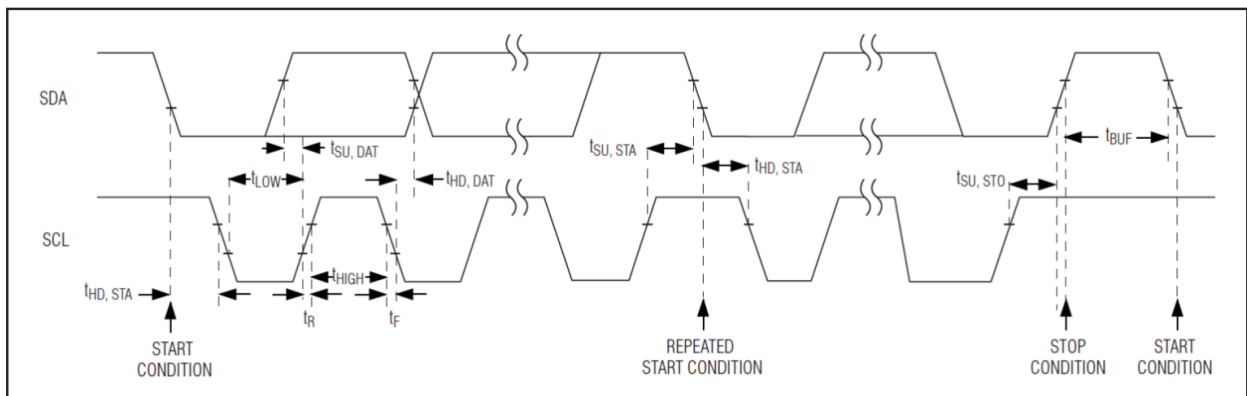 SDA
tSU, DAT
tLOW
tHD, DAT
tSU, STA
tHD, STA
tBUF
tSU, STO
SCL
tHD, STA
tHIGH
tR
tF
START
CONDITION
REPEATED
START CONDITION
STOP
CONDITION
START
CONDITION